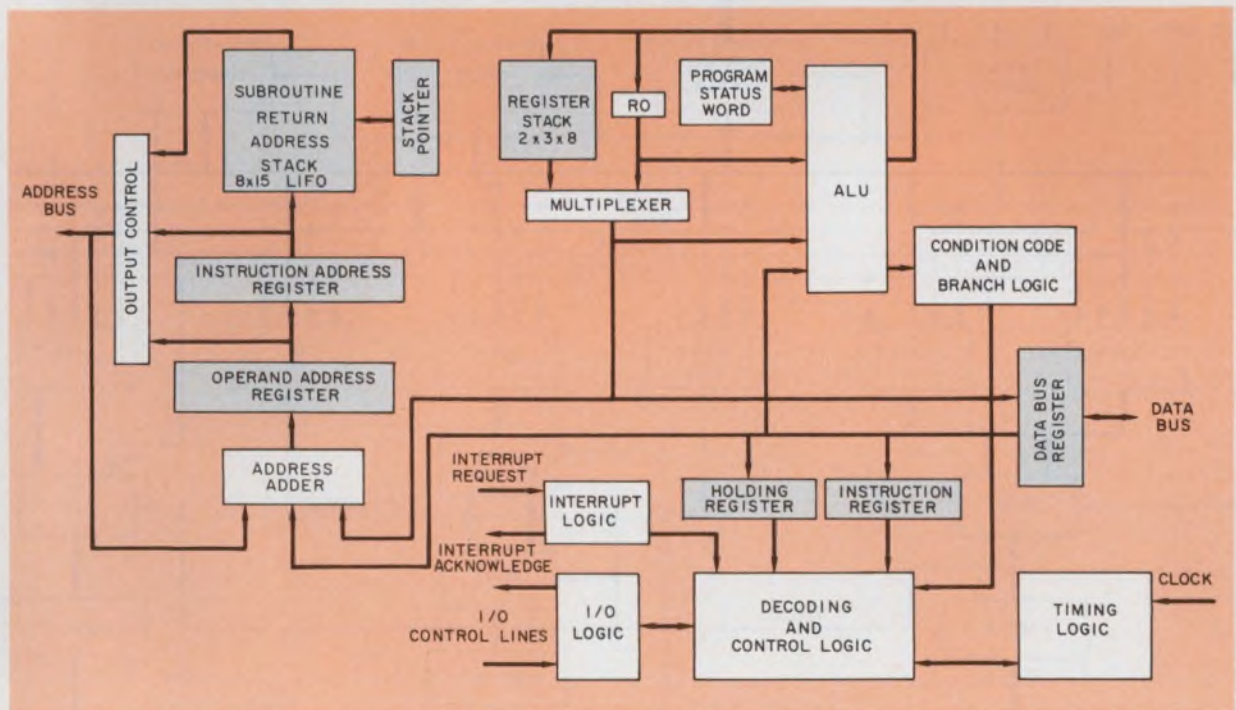 SUBROUTINE
RETURN
ADDRESS
STACK
8x15 LIFO
STACK
POINTER
REGISTER
STACK
2x3x8
RO
PROGRAM
STATUS
WORD
ALU
MULTIPLEXER
ADDRESS
BUS
OUTPUT CONTROL
INSTRUCTION ADDRESS
REGISTER
OPERAND ADDRESS
REGISTER
ADDRESS
ADDER
CONDITION CODE
AND
BRANCH LOGIC
DATA BUS
REGISTER
DATA
BUS
INTERRUPT
REQUEST
INTERRUPT
LOGIC
INTERRUPT
ACKNOWLEDGE
HOLDING
REGISTER
INSTRUCTION
REGISTER
I/O
CONTROL LINES
I/O
LOGIC
DECODING
AND
CONTROL LOGIC
TIMING
LOGIC
CLOCK